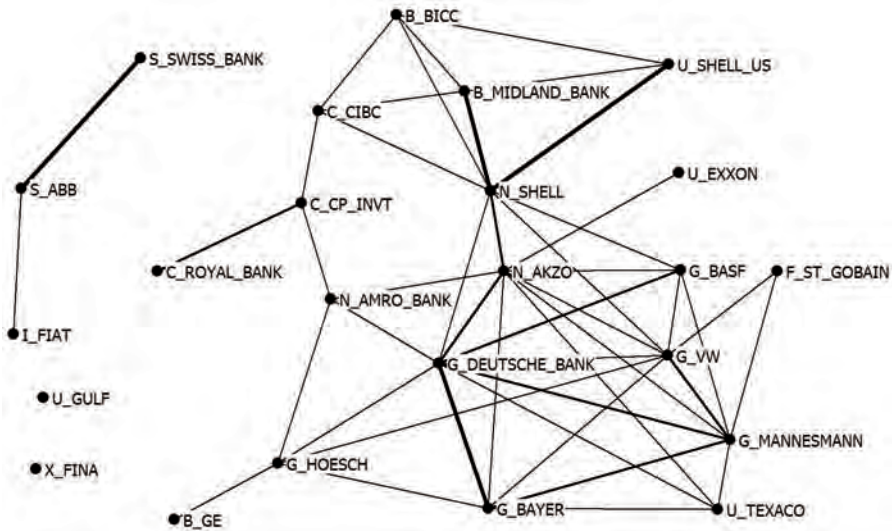 B_BICC
S_SWISS_BANK
U_SHELL_US
B_MIDLAND_BANK
C_CIBC
U_EXXON
S_ABB
N_SHELL
C_CP_INVT
C_ROYAL_BANK
N_AKZO
G_BASF
F_ST_GOBAIN
N_AMRO_BANK
I_FIAT
G_VW
G_DEUTSCHE_BANK
U_GULF
G_MANNESMANN
G_HOESCH
X_FINA
G_BAYER
U_TEXACO
B_GE